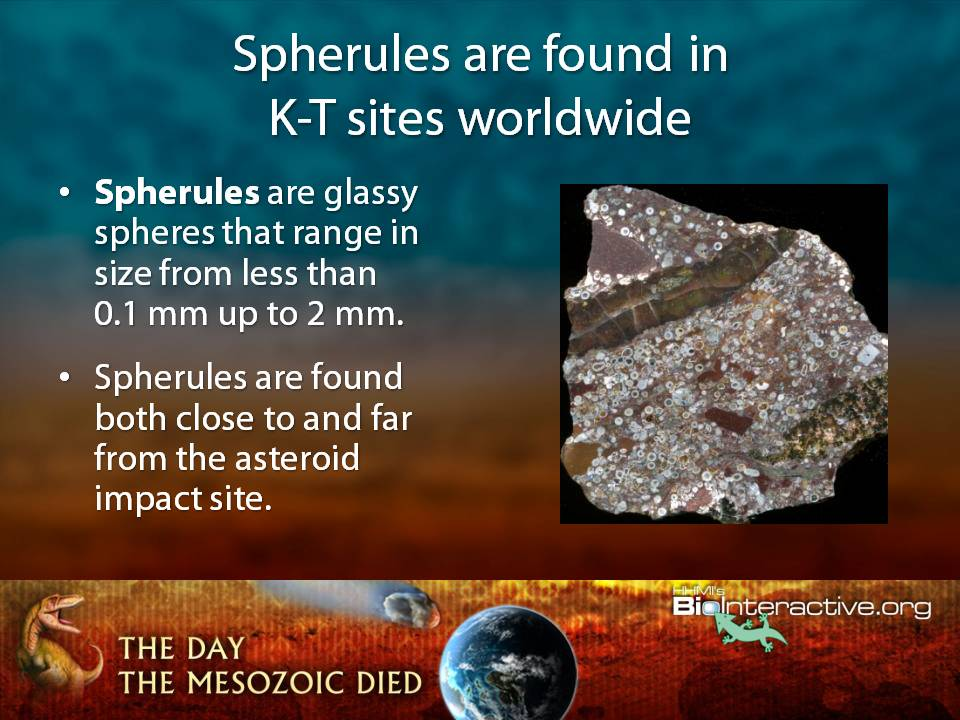 Spherules are found in
K-T sites worldwide
• Spherules are glassy
spheres that range in
size from less than
0.1 mm up to 2 mm.
• Spherules are found
both close to and far
from the asteroid
impact site.
THE DAY
THE MESOZOIC DIED
HHMI's
BioInteractive.org